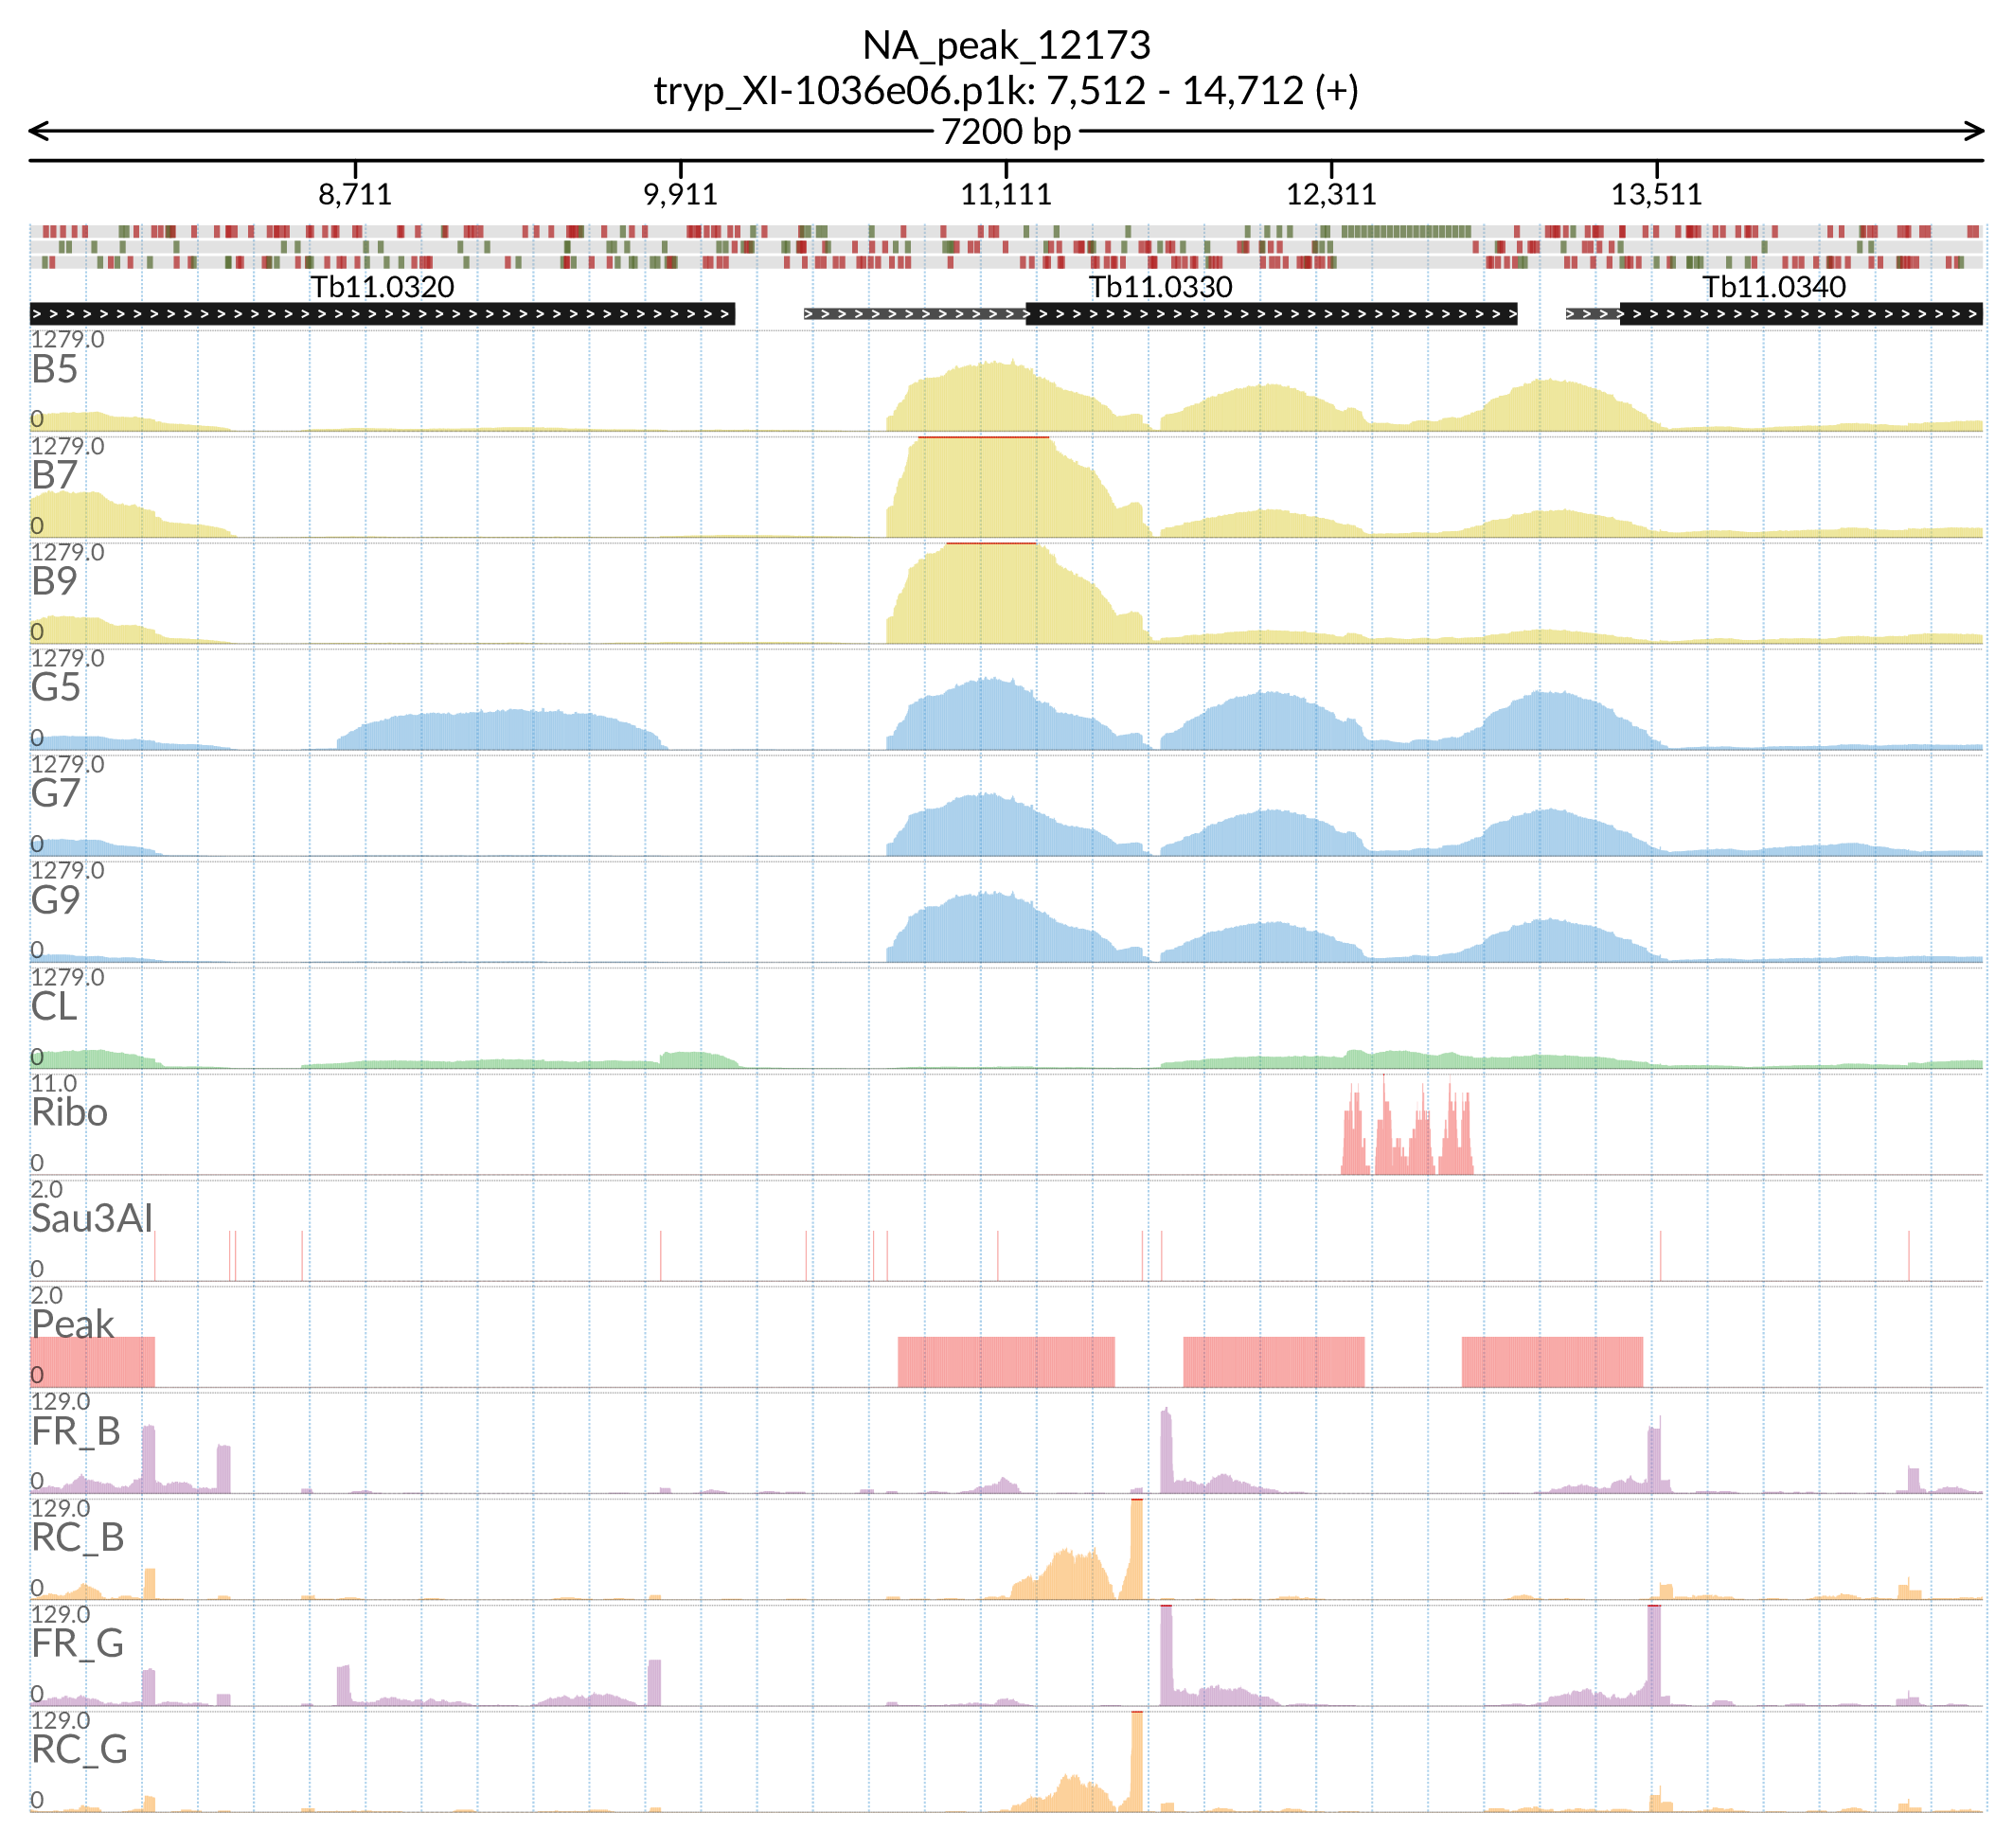 NA_peak_12173
tryp_XI-1036e06.p1k: 7,512 - 14,712 (+)
7200 bp
8,711 9,911 11,111 12,311 13,511
Tb11.0320 Tb11.0330 Tb11.0340
1279.0
B5
0
1279.0
B7
0
1279.0
B9
0
1279.0
G5
0
1279.0
G7
0
1279.0
G9
0
1279.0
CL
0
11.0
Ribo
0
2.0
Sau3AI
0
2.0
Peak
0
129.0
FR_B
0
129.0
RC_B
0
129.0
FR_G
0
129.0
RC_G
0